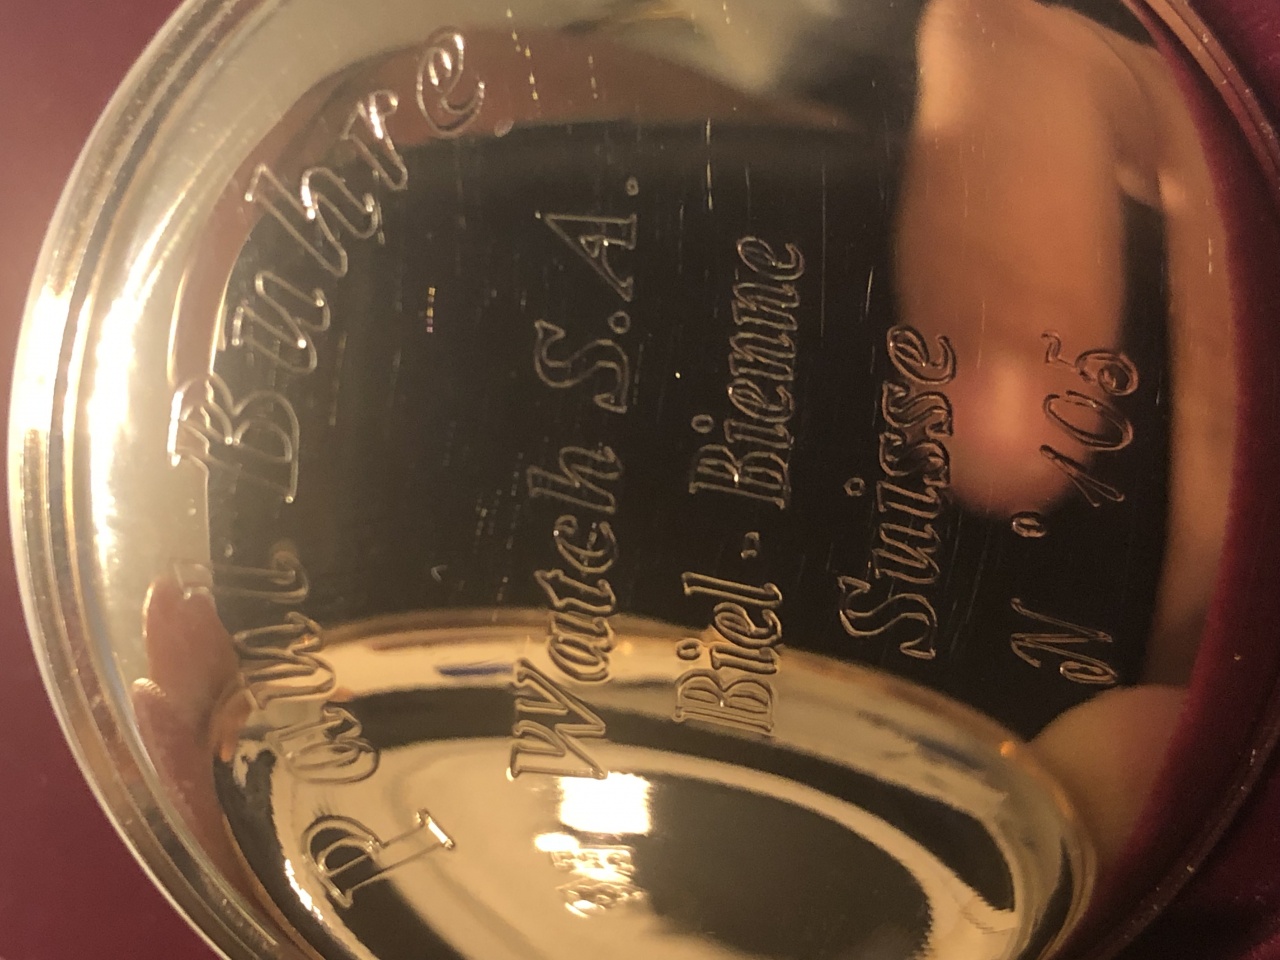 Paul Buhre
Watch S.A.
Biel - Bienne
Suisse
N° 105